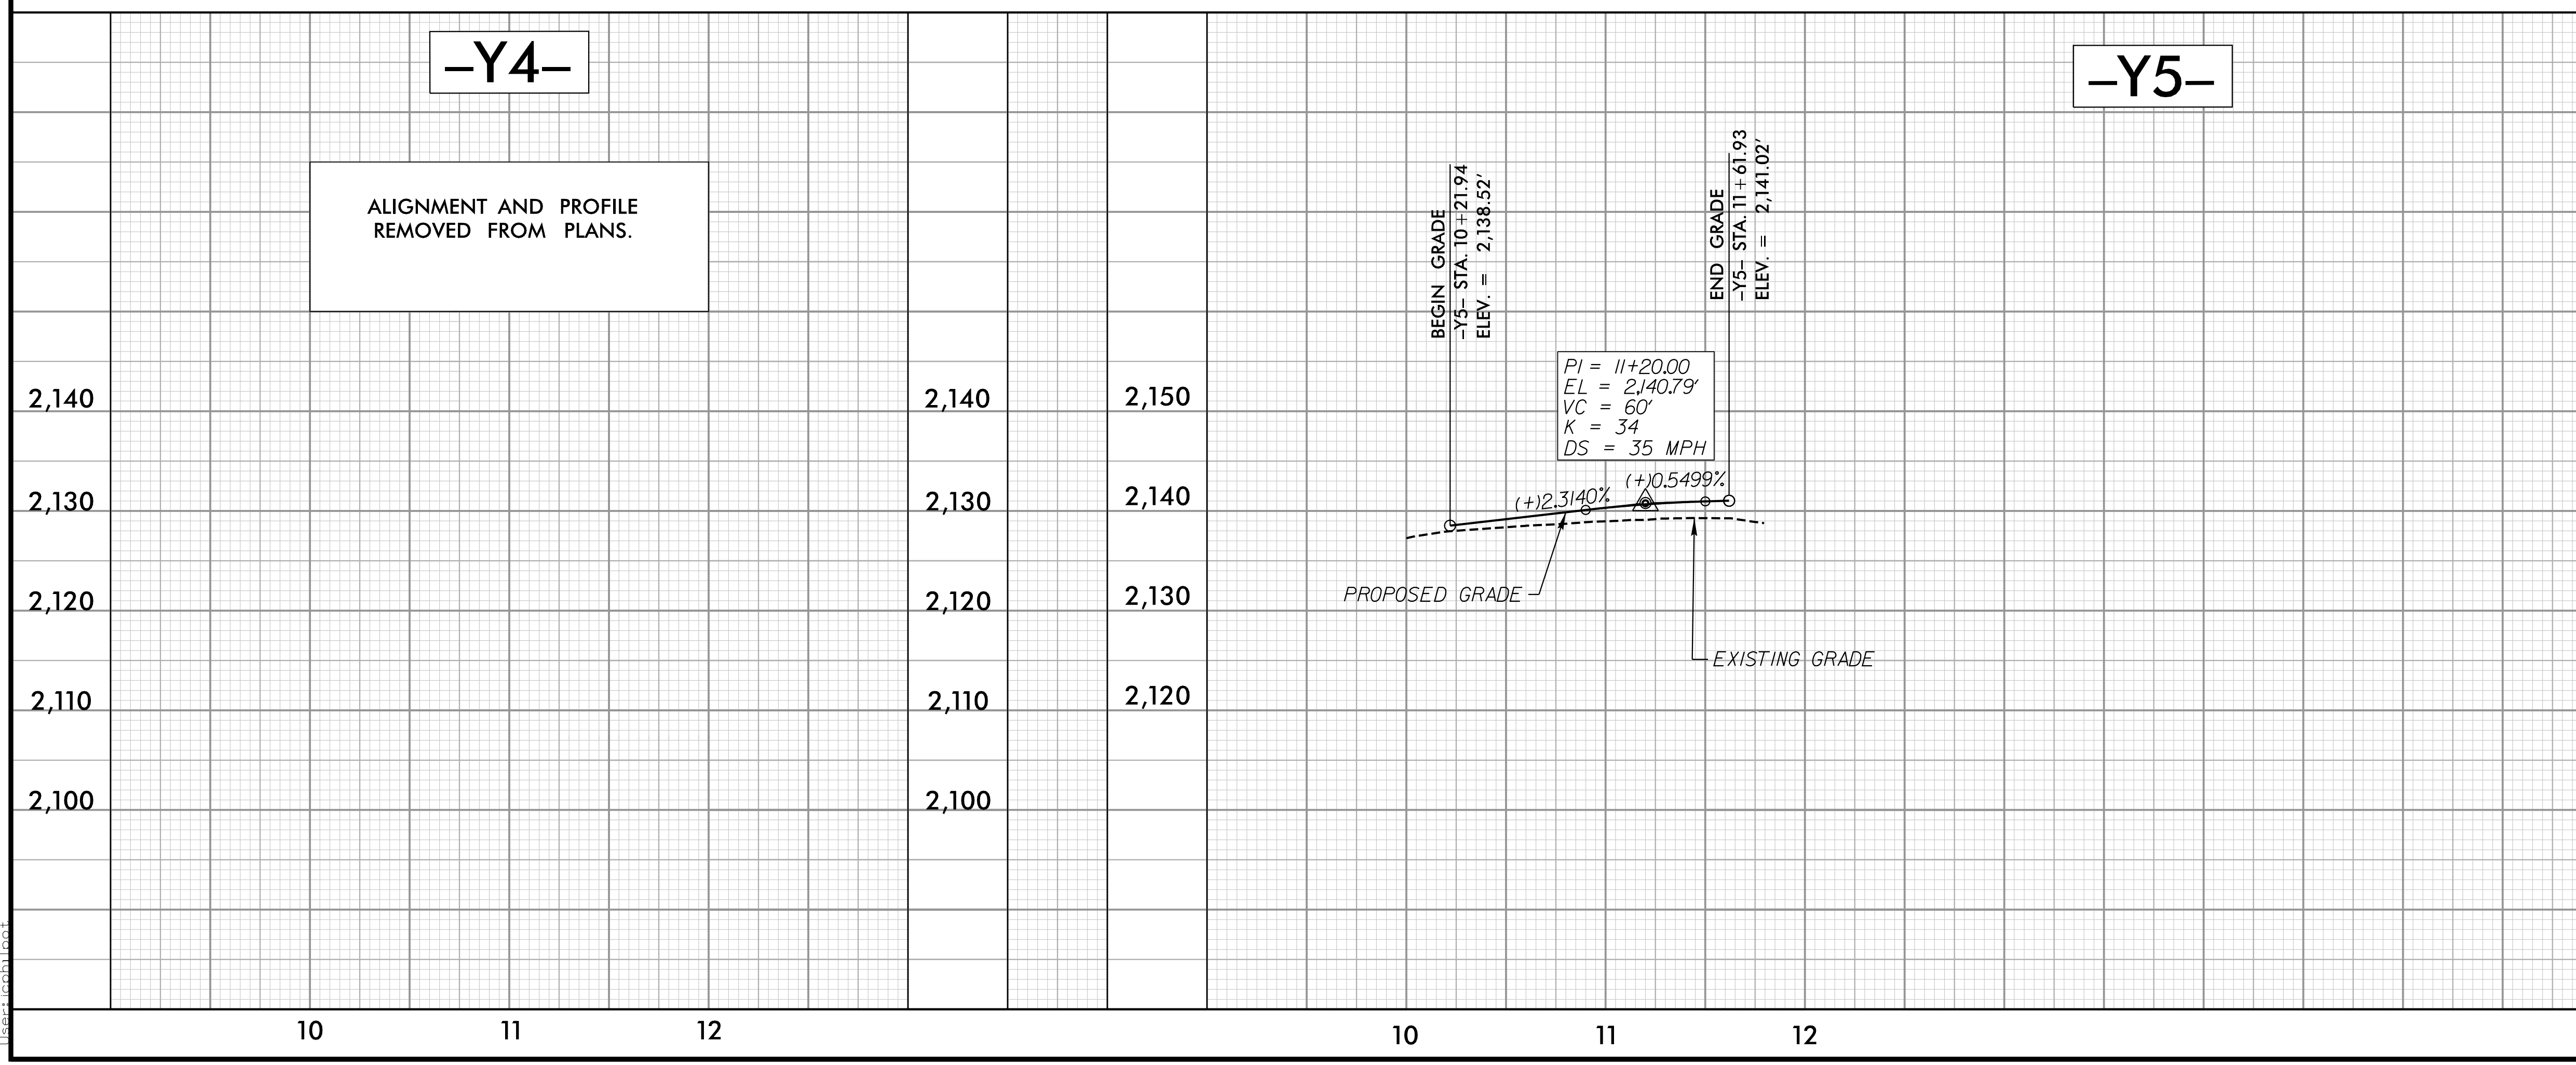 –Y4–
ALIGNMENT AND PROFILE
REMOVED FROM PLANS.
2,140
2,130
2,120
2,110
2,100
2,140
2,130
2,120
2,110
2,100
10
11
12
–Y5–
2,150
2,140
2,130
2,120
BEGIN GRADE
–Y5– STA. 10+21.94
ELEV. = 2,138.52'
END GRADE
–Y5– STA. 11+61.93
ELEV. = 2,141.02'
PI = 11+20.00
EL = 2,140.79'
VC = 60'
K = 34
DS = 35 MPH
(+)2.3140%
(+)0.5499%
PROPOSED GRADE
EXISTING GRADE
10
11
12